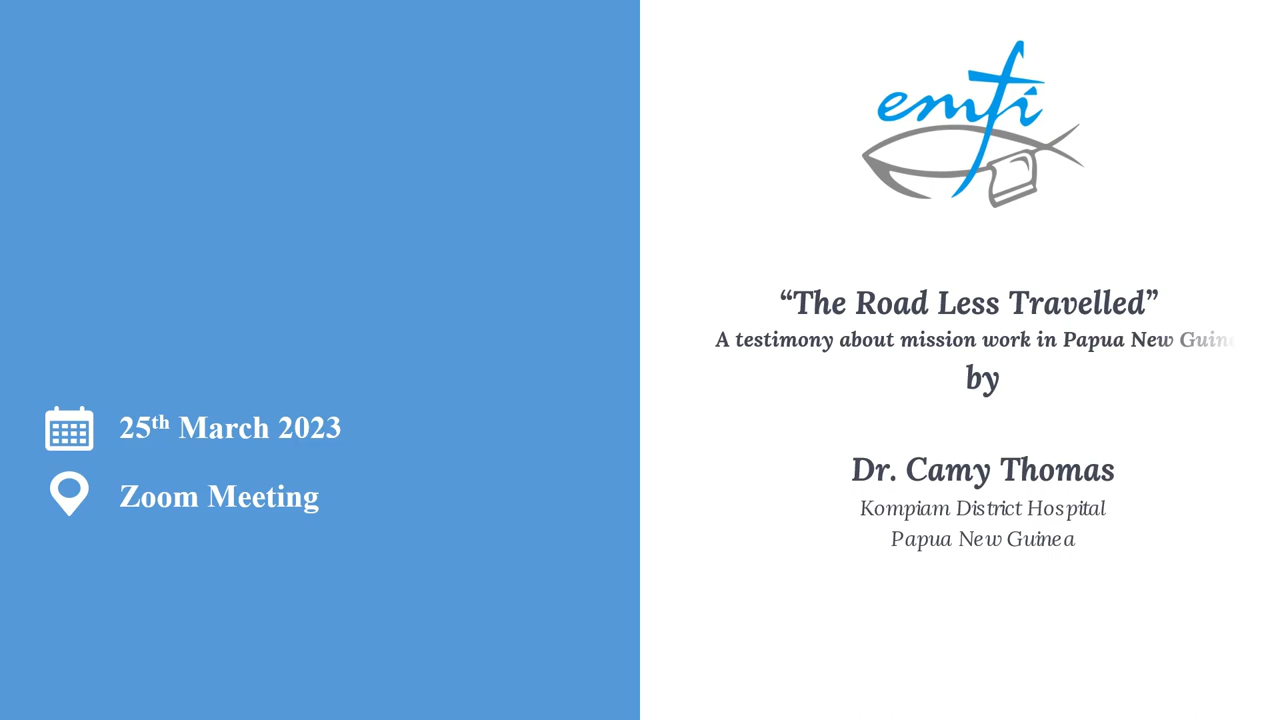 25th March 2023
Zoom Meeting
emfi
“The Road Less Travelled”
A testimony about mission work in Papua New Guine
by
Dr. Camy Thomas
Kompiam District Hospital
Papua New Guinea